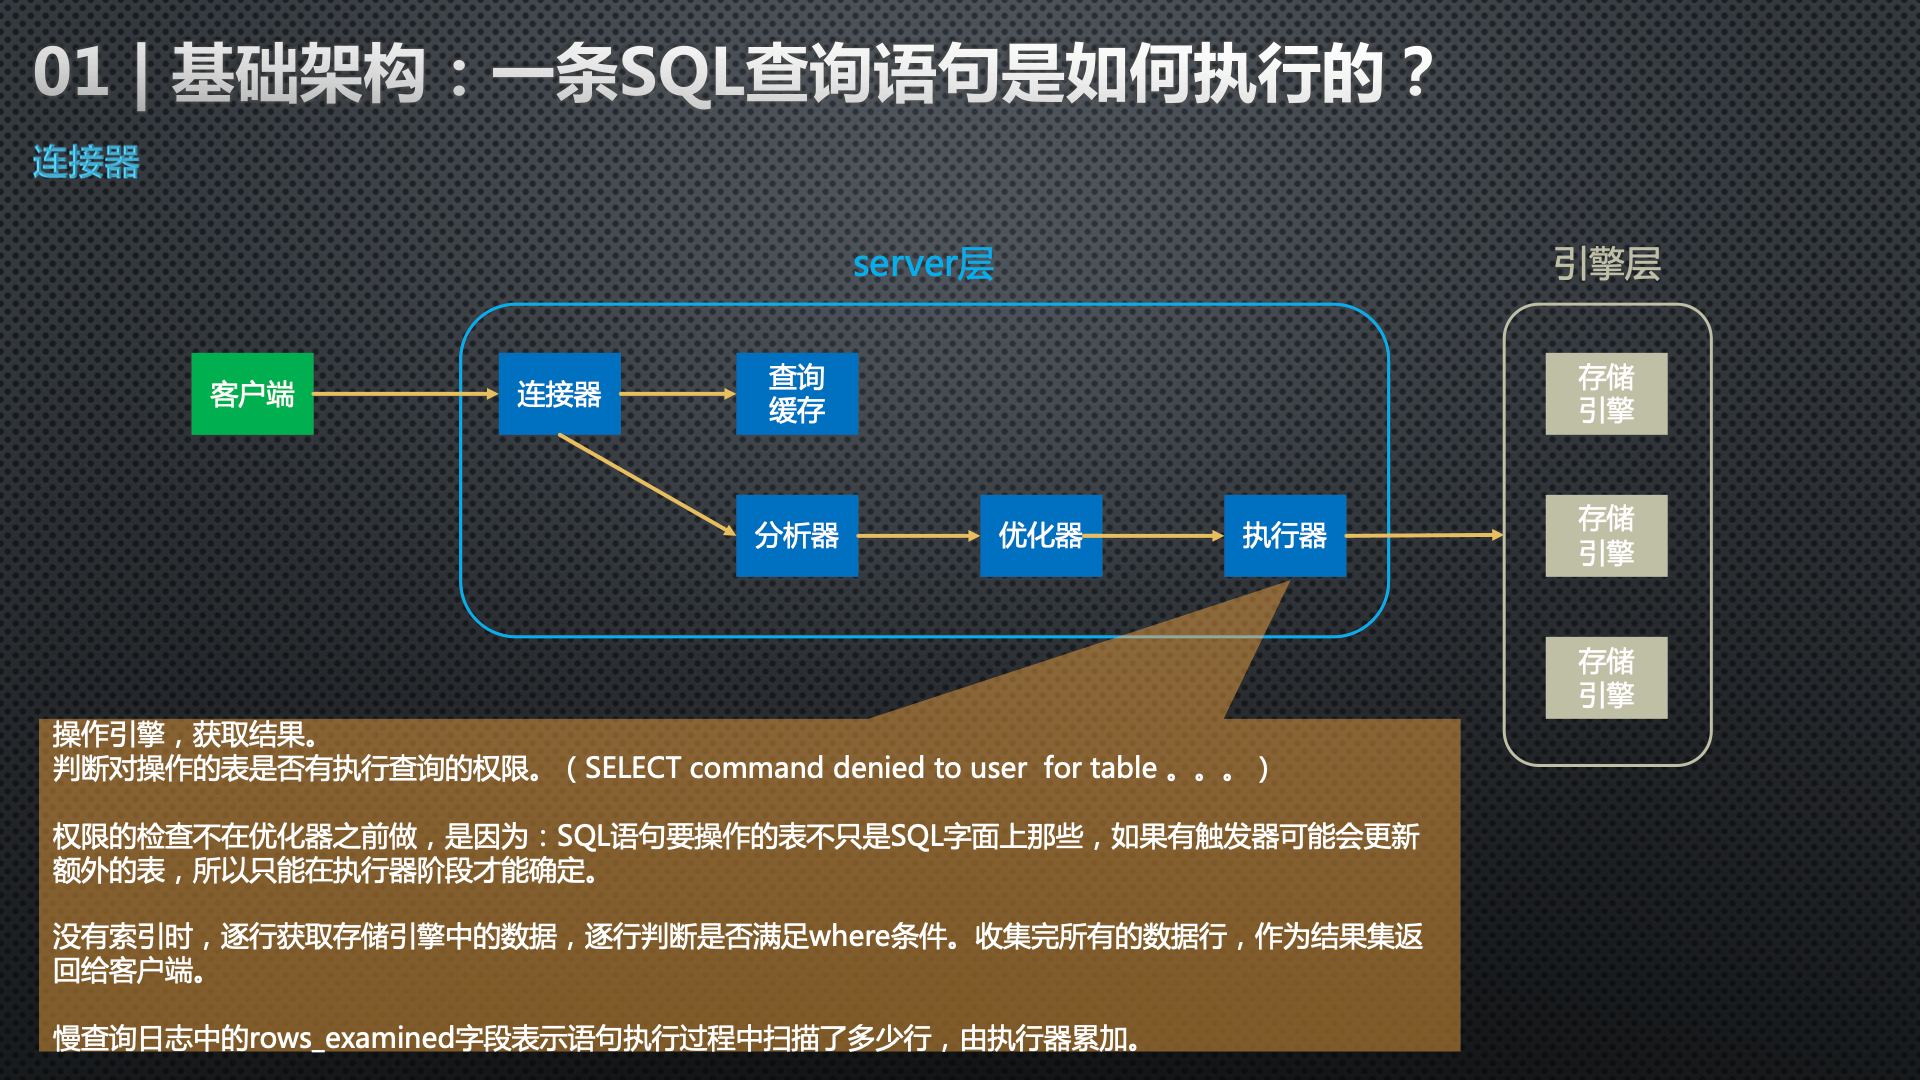 01 | 基础架构：一条SQL查询语句是如何执行的？
连接器
server层
引擎层
客户端
连接器
查询
缓存
存储
引擎
分析器
优化器
执行器
存储
引擎
存储
引擎
操作引擎，获取结果。
判断对操作的表是否有执行查询的权限。（SELECT command denied to user  for table 。。。）
权限的检查不在优化器之前做，是因为：SQL语句要操作的表不只是SQL字面上那些，如果有触发器可能会更新
额外的表，所以只能在执行器阶段才能确定。
没有索引时，逐行获取存储引擎中的数据，逐行判断是否满足where条件。收集完所有的数据行，作为结果集返
回给客户端。
慢查询日志中的rows_examined字段表示语句执行过程中扫描了多少行，由执行器累加。